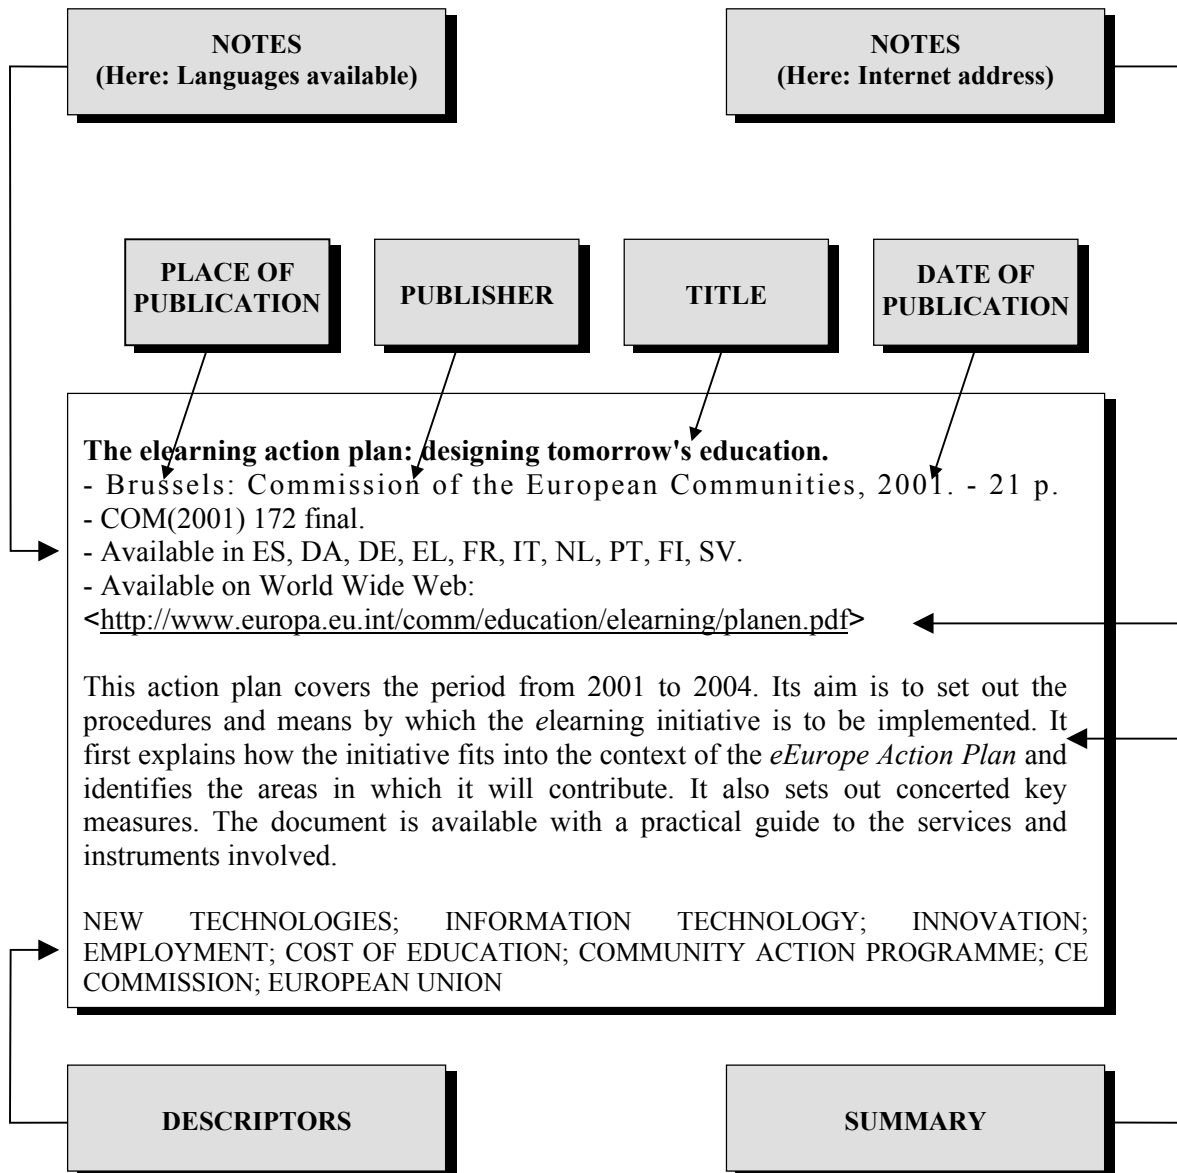 NOTES
(Here: Languages available)
NOTES
(Here: Internet address)
PLACE OF
PUBLICATION
PUBLISHER
TITLE
DATE OF
PUBLICATION
The elearning action plan: designing tomorrow's education.
- Brussels: Commission of the European Communities, 2001. - 21 p.
- COM(2001) 172 final.
- Available in ES, DA, DE, EL, FR, IT, NL, PT, FI, SV.
- Available on World Wide Web:
<http://www.europa.eu.int/comm/education/elearning/planen.pdf>
This action plan covers the period from 2001 to 2004. Its aim is to set out the
procedures and means by which the elearning initiative is to be implemented. It
first explains how the initiative fits into the context of the eEurope Action Plan and
identifies the areas in which it will contribute. It also sets out concerted key
measures. The document is available with a practical guide to the services and
instruments involved.
NEW TECHNOLOGIES; INFORMATION TECHNOLOGY; INNOVATION;
EMPLOYMENT; COST OF EDUCATION; COMMUNITY ACTION PROGRAMME; CE
COMMISSION; EUROPEAN UNION
DESCRIPTORS
SUMMARY